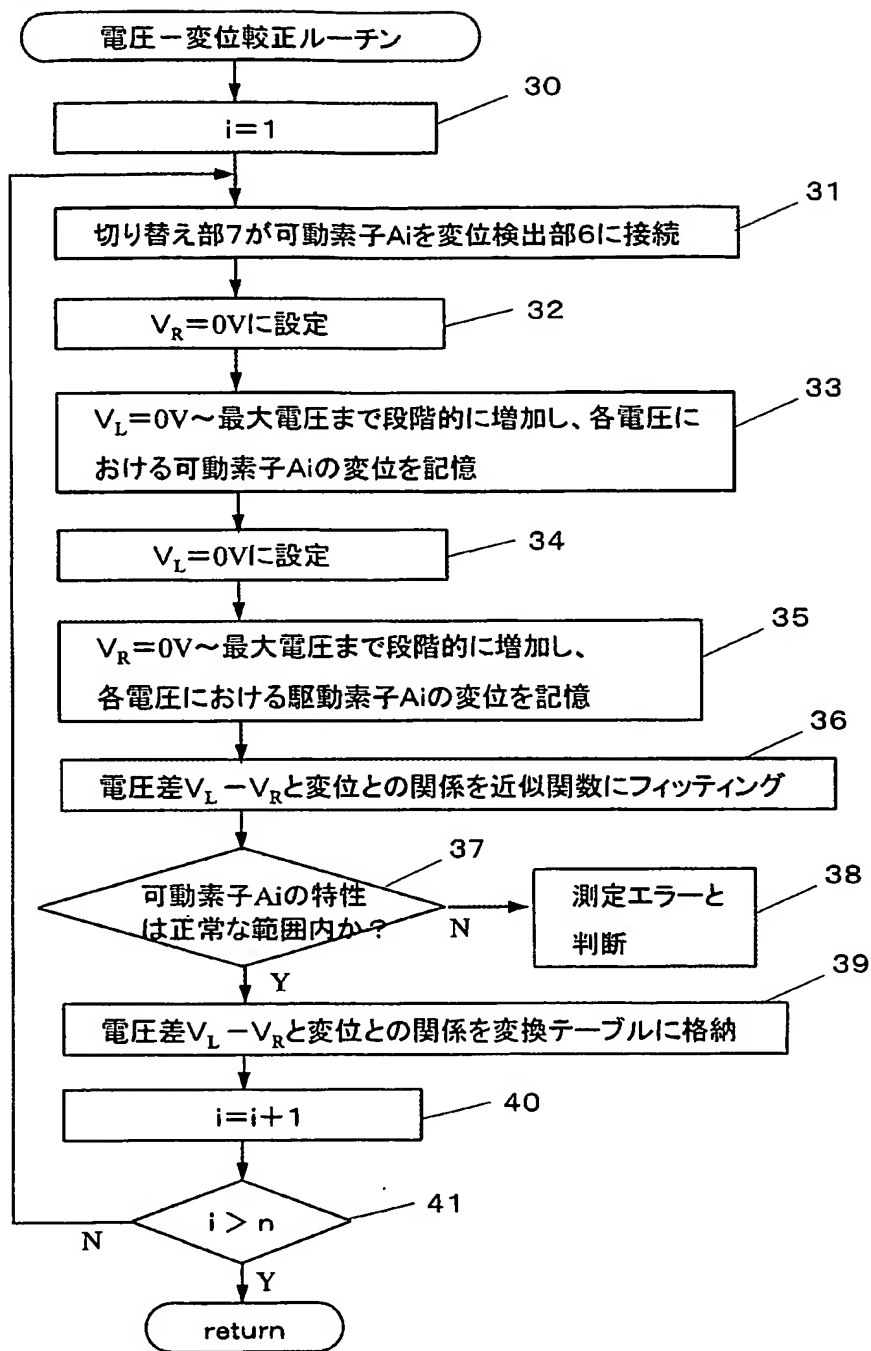 電圧－変位較正ルーチン
30
i＝1
31
切り替え部7が可動素子Aiを変位検出部6に接続
32
VR＝0Vに設定
33
VL＝0V～最大電圧まで段階的に増加し、各電圧に
おける可動素子Aiの変位を記憶
34
VL＝0Vに設定
35
VR＝0V～最大電圧まで段階的に増加し、
各電圧における駆動素子Aiの変位を記憶
36
電圧差VL－VRと変位との関係を近似関数にフィッティング
37
可動素子Aiの特性
は正常な範囲内か？
N
38
測定エラーと
判断
Y
39
電圧差VL－VRと変位との関係を変換テーブルに格納
40
i＝i＋1
41
i＞n
N
Y
return